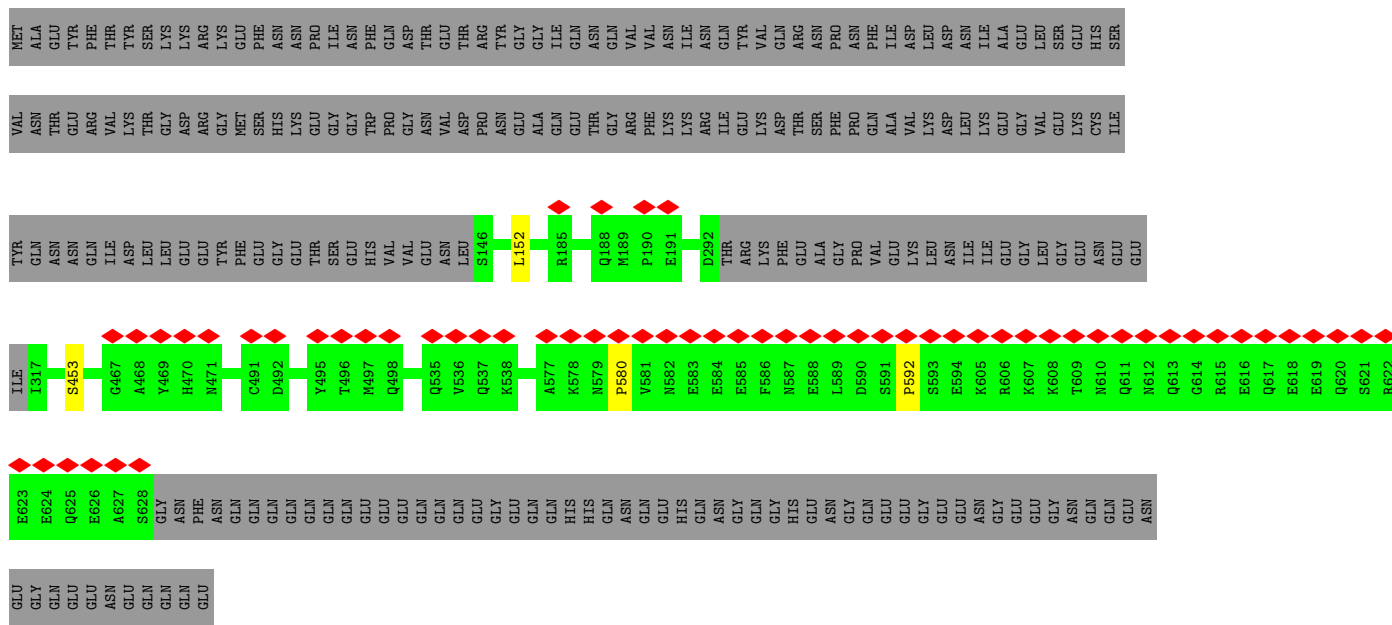 MET ALA GLU TYR PHE THR TYR SER LYS LYS ARG LYS GLU PHE ASN ASN PRO ILE ASN PHE GLN ASP THR GLU THR ARG TYR GLY GLY ILE GLN ASN GLN VAL VAL ASN ILE ASN GLN TYR VAL GLN ARG ASN PRO ASN PHE ILE ASP LEU ASP ASN ILE ALA GLU LEU SER GLU HIS SER
VAL ASN THR GLU ARG VAL LYS THR GLY ASP ARG GLY MET SER HIS LYS GLU GLY GLY TRP PRO GLY ASN VAL ASP PRO ASN GLU ALA GLN GLU THR GLY ARG PHE LYS LYS ARG ILE GLU LYS ASP THR SER PHE PRO GLN ALA VAL LYS ASP LEU LYS GLU GLY VAL GLU LYS CYS ILE
TYR GLN ASN ASN GLN ILE ASP LEU LEU GLU GLU TYR PHE GLU GLY THR SER GLU HIS VAL VAL GLU ASN LEU S146 L152 R185 Q188 M189 P190 E191 D292 THR ARG LYS PHE GLU ALA GLY PRO VAL GLU LYS LEU ASN ILE ILE GLU GLY LEU GLY GLU ASN GLU GLU
ILE I317 S453 G467 A468 Y469 H470 N471 C491 D492 Y495 T496 M497 Q498 Q535 V536 Q537 K538 A577 K578 N579 P580 V581 N582 E583 E584 E585 F586 N587 E588 L589 D590 S591 P592 S593 E594 K605 R606 K607 K608 T609 N610 Q611 N612 Q613 G614 R615 E616 Q617 E618 E619 Q620 S621 R622
E623 E624 Q625 E626 A627 S628 GLY ASN PHE ASN GLN GLN GLN GLN GLN GLN GLU GLU GLU GLN GLN GLN GLU GLY GLU GLN GLN HIS HIS GLN ASN GLN GLU HIS GLN ASN GLY GLN GLY HIS GLU ASN GLY GLN GLU GLU GLY GLU GLU ASN GLY GLU GLU GLY ASN GLN GLN GLU ASN
GLU GLY GLN GLU GLU ASN GLU GLN GLN GLN GLU